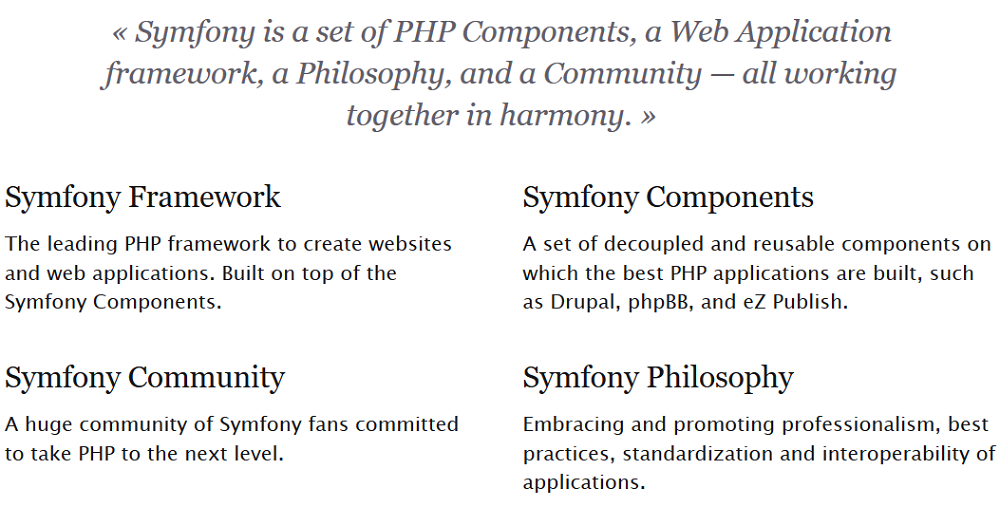 « Symfony is a set of PHP Components, a Web Application
framework, a Philosophy, and a Community — all working
together in harmony. »
Symfony Framework
The leading PHP framework to create websites
and web applications. Built on top of the
Symfony Components.
Symfony Components
A set of decoupled and reusable components on
which the best PHP applications are built, such
as Drupal, phpBB, and eZ Publish.
Symfony Community
A huge community of Symfony fans committed
to take PHP to the next level.
Symfony Philosophy
Embracing and promoting professionalism, best
practices, standardization and interoperability of
applications.